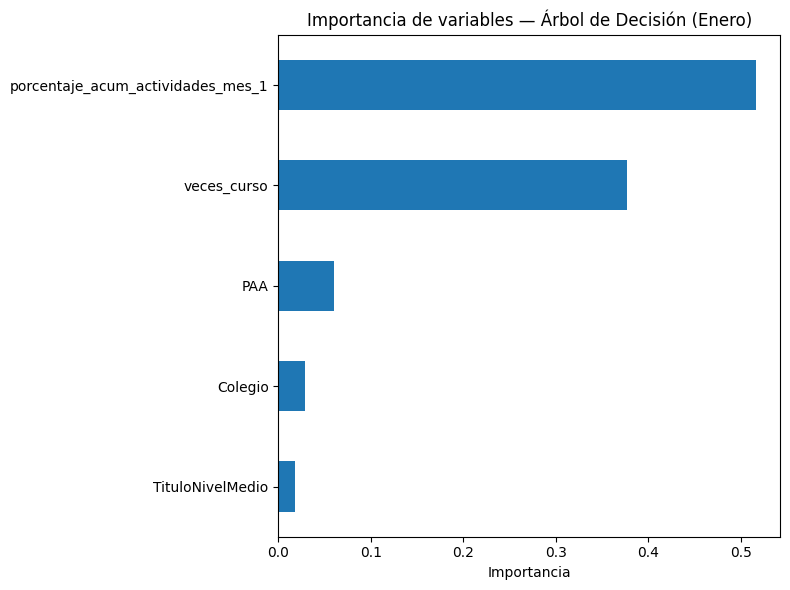 Importancia de variables — Árbol de Decisión (Enero)
porcentaje_acum_actividades_mes_1
veces_curso
PAA
Colegio
TituloNivelMedio
0.0 0.1 0.2 0.3 0.4 0.5
Importancia